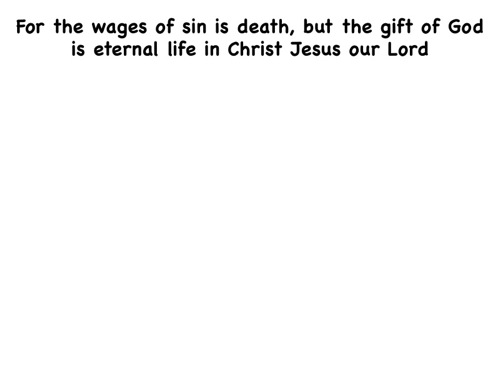 For the wages of sin is death, but the gift of God
is eternal life in Christ Jesus our Lord